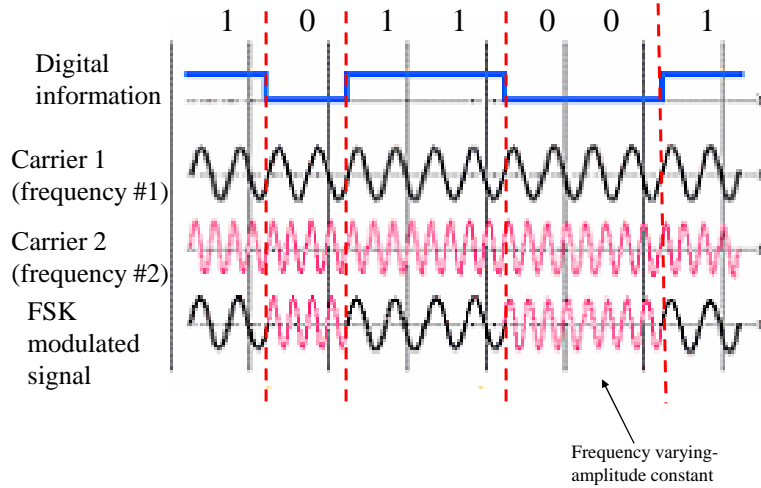 1 0 1 1 0 0 1
Digital
information
Carrier 1
(frequency #1)
Carrier 2
(frequency #2)
FSK
modulated
signal
Frequency varying-
amplitude constant